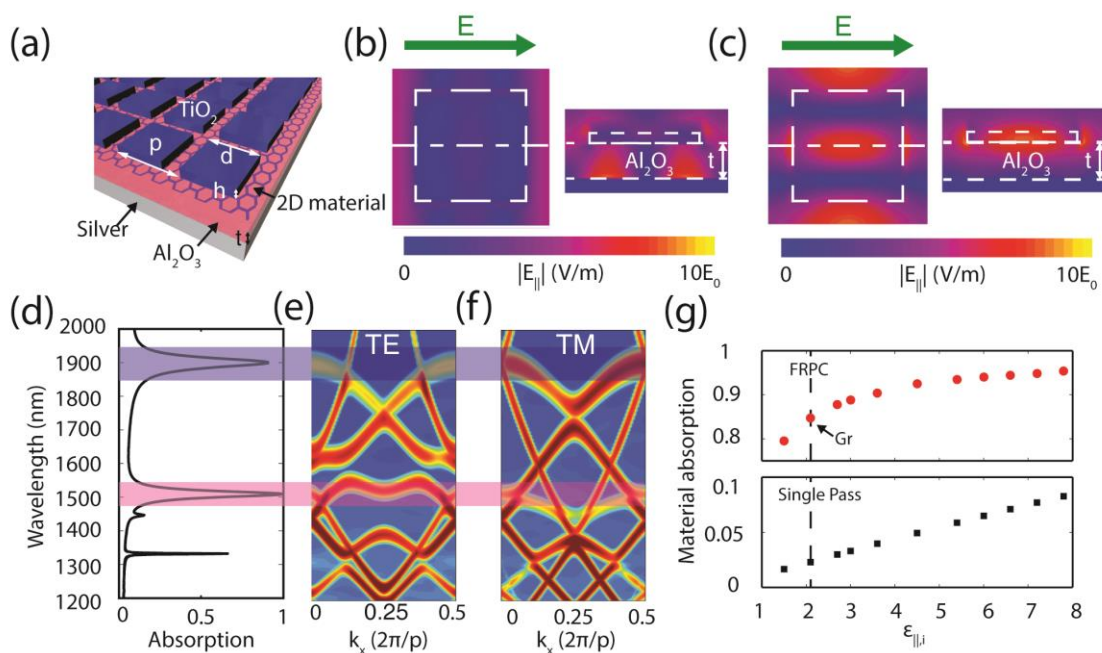 (a)
TiO2
p
d
h
2D material
Silver
Al2O3
t
(b)
E
Al2O3
t
0
10E0
|E|||(V/m)
(c)
E
Al2O3
t
0
10E0
|E||| (V/m)
(d)
2000
1900
1800
1700
1600
1500
1400
1300
1200
Wavelength (nm)
0
0.5
1
Absorption
(e)
TE
0
0.25
0.5
kx (2π/p)
(f)
TM
0
0.25
0.5
kx (2π/p)
(g)
1
0.9
0.8
FRPC
Gr
0.1
0.05
0
Single Pass
Material absorption
1
2
3
4
5
6
7
8
ε||,i